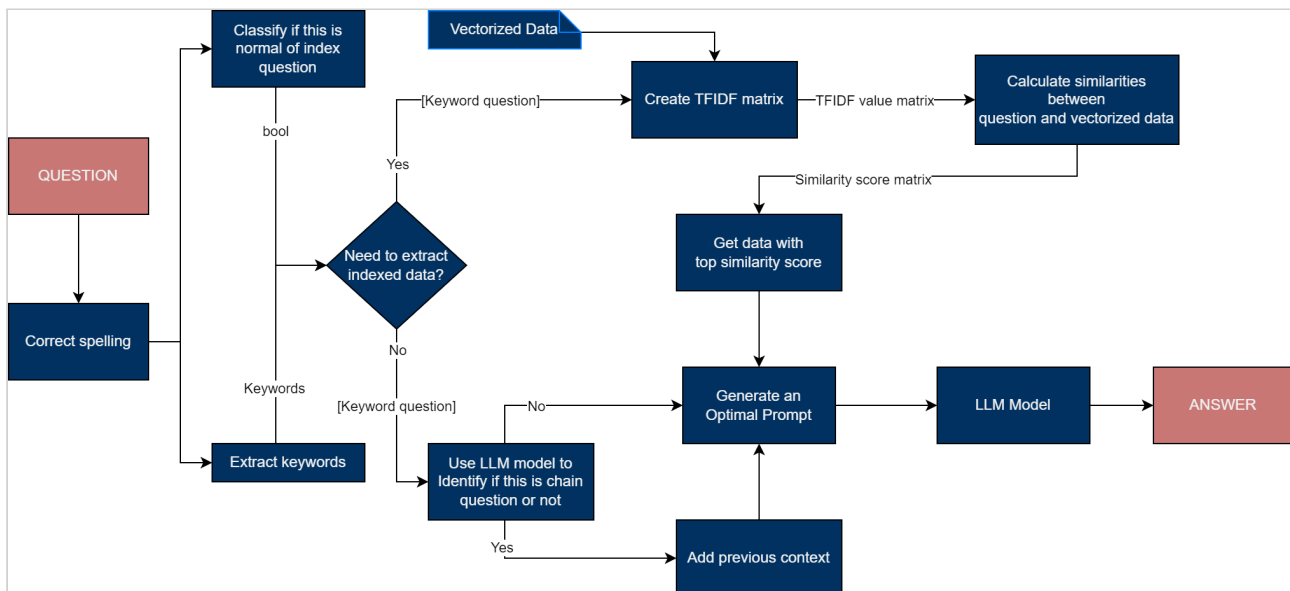 Classify if this is
normal of index
question
Vectorized Data
Create TFIDF matrix
TFIDF value matrix
Calculate similarities
between
question and vectorized data
[Keyword question]
bool
Yes
QUESTION
Similarity score matrix
Need to extract
indexed data?
Get data with
top similarity score
Correct spelling
No
Keywords
[Keyword question]
No
Generate an
Optimal Prompt
LLM Model
ANSWER
Extract keywords
Use LLM model to
Identify if this is chain
question or not
Yes
Add previous context